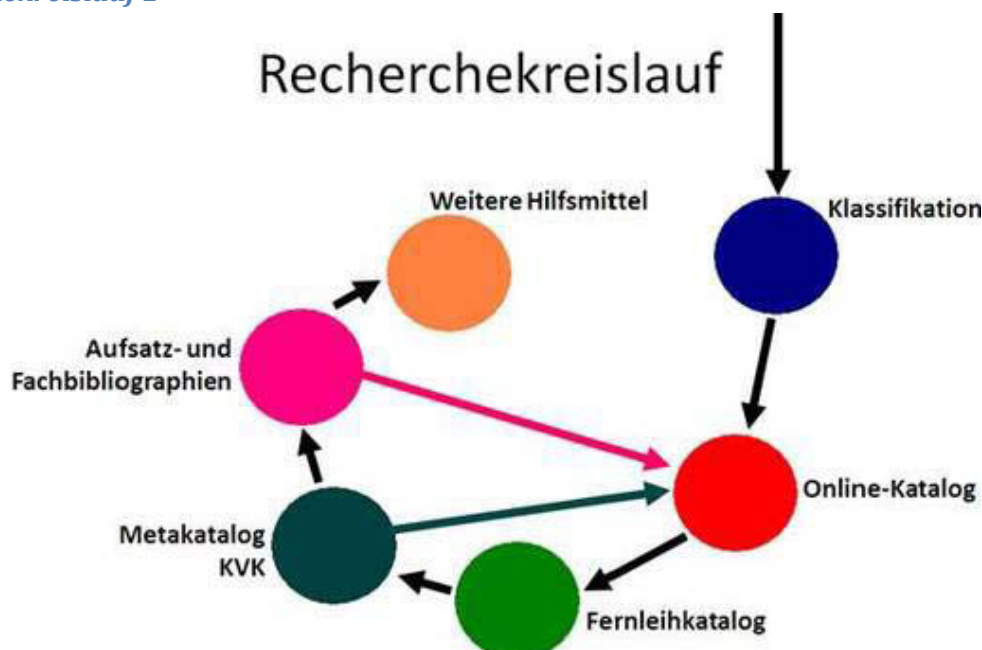 Recherchekreislauf
Weitere Hilfsmittel
Klassifikation
Aufsatz- und
Fachbibliographien
Online-Katalog
Metakatalog
KVK
Fernleihkatalog